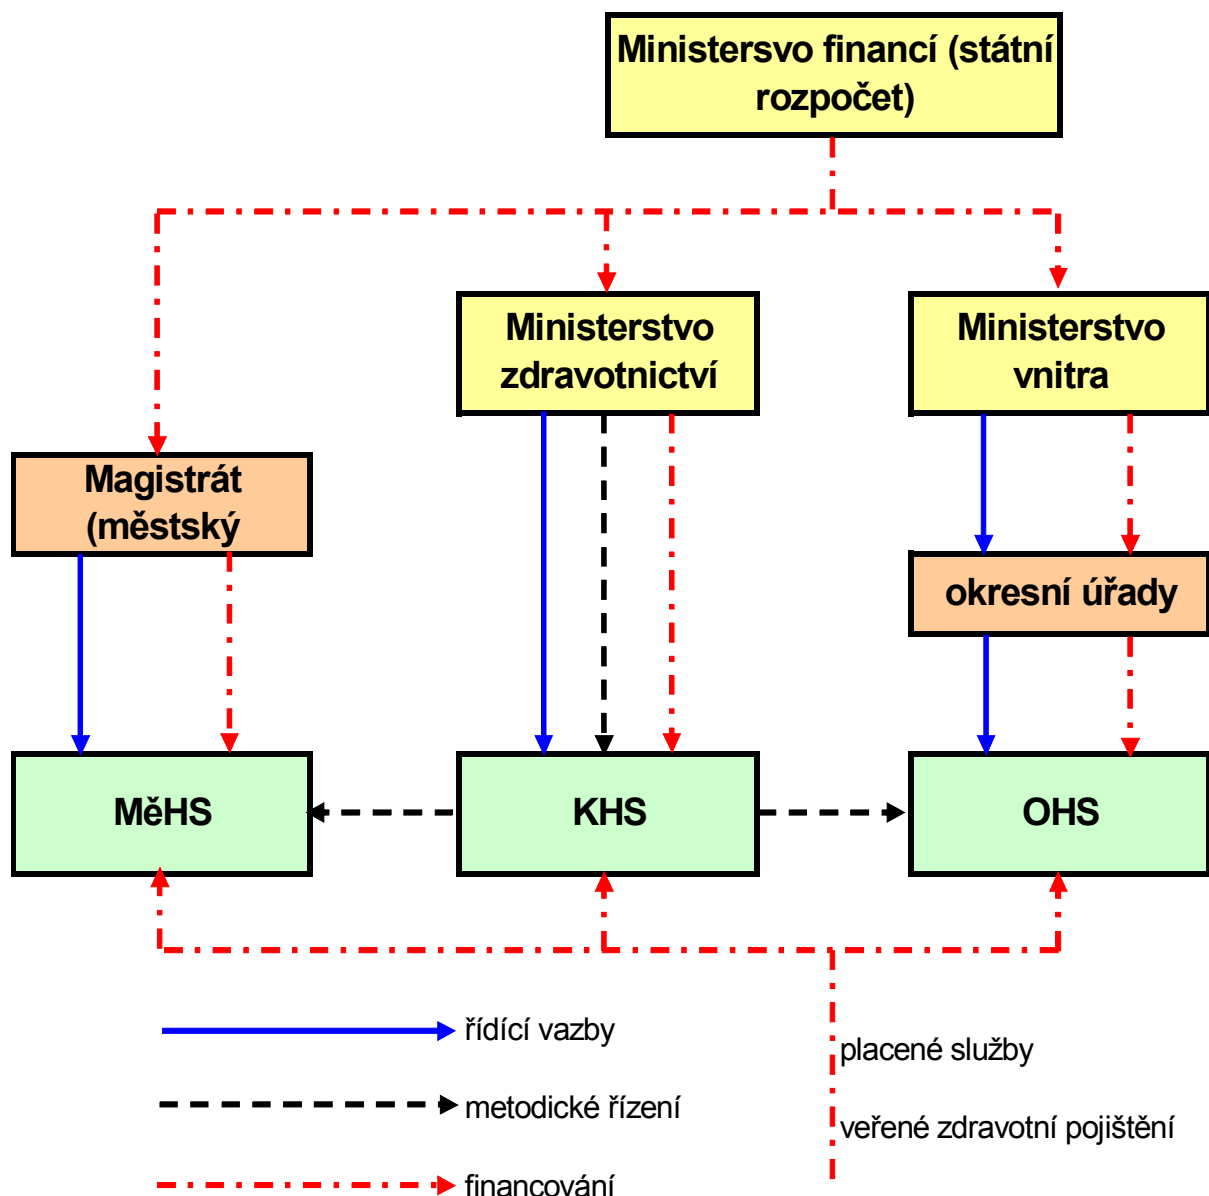 Ministersvo financí (státní
rozpočet)
Ministerstvo
zdravotnictví
Ministerstvo
vnitra
Magistrát
(městský
okresní úřady
MěHS
KHS
OHS
řídící vazby
metodické řízení
financování
placené služby
veřené zdravotní pojištění